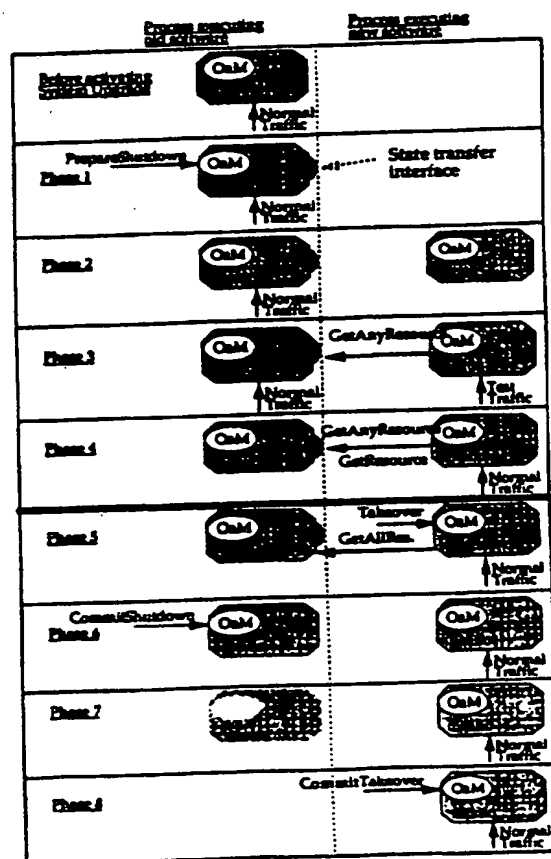 Process executing
old software
Process executing
new software
Before activating
System Upgrade
OaM
Normal
Traffic
Phase 1
PrepareShutdown
OaM
41
State transfer
interface
Normal
Traffic
Phase 2
OaM
OaM
Normal
Traffic
Phase 3
OaM
GetAnyResource
OaM
Normal
Traffic
Test
Traffic
Phase 4
OaM
GetAnyResource
GetResource
OaM
Normal
Traffic
Phase 5
OaM
Takeover
GetAllRes.
OaM
Normal
Traffic
Phase 6
CommitShutdown
OaM
OaM
Normal
Traffic
Phase 7
OaM
Normal
Traffic
Phase 8
CommitTakeover
OaM
Normal
Traffic